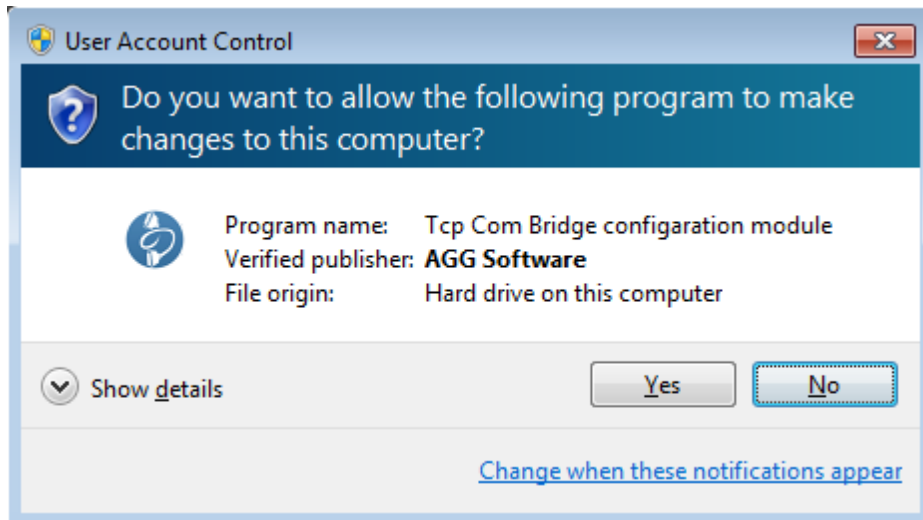 User Account Control
Do you want to allow the following program to make
changes to this computer?
Program name: Tcp Com Bridge configaration module
Verified publisher: AGG Software
File origin: Hard drive on this computer
Show details
Yes
No
Change when these notifications appear